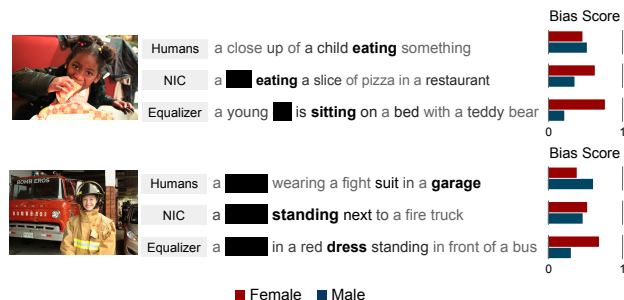 Bias Score
Humans a close up of a child eating something
NIC a eating a slice of pizza in a restaurant
Equalizer a young is sitting on a bed with a teddy bear
0 1
Bias Score
BOMBEROS
Humans a wearing a fight suit in a garage
NIC a standing next to a fire truck
Equalizer a in a red dress standing in front of a bus
0 1
Female Male